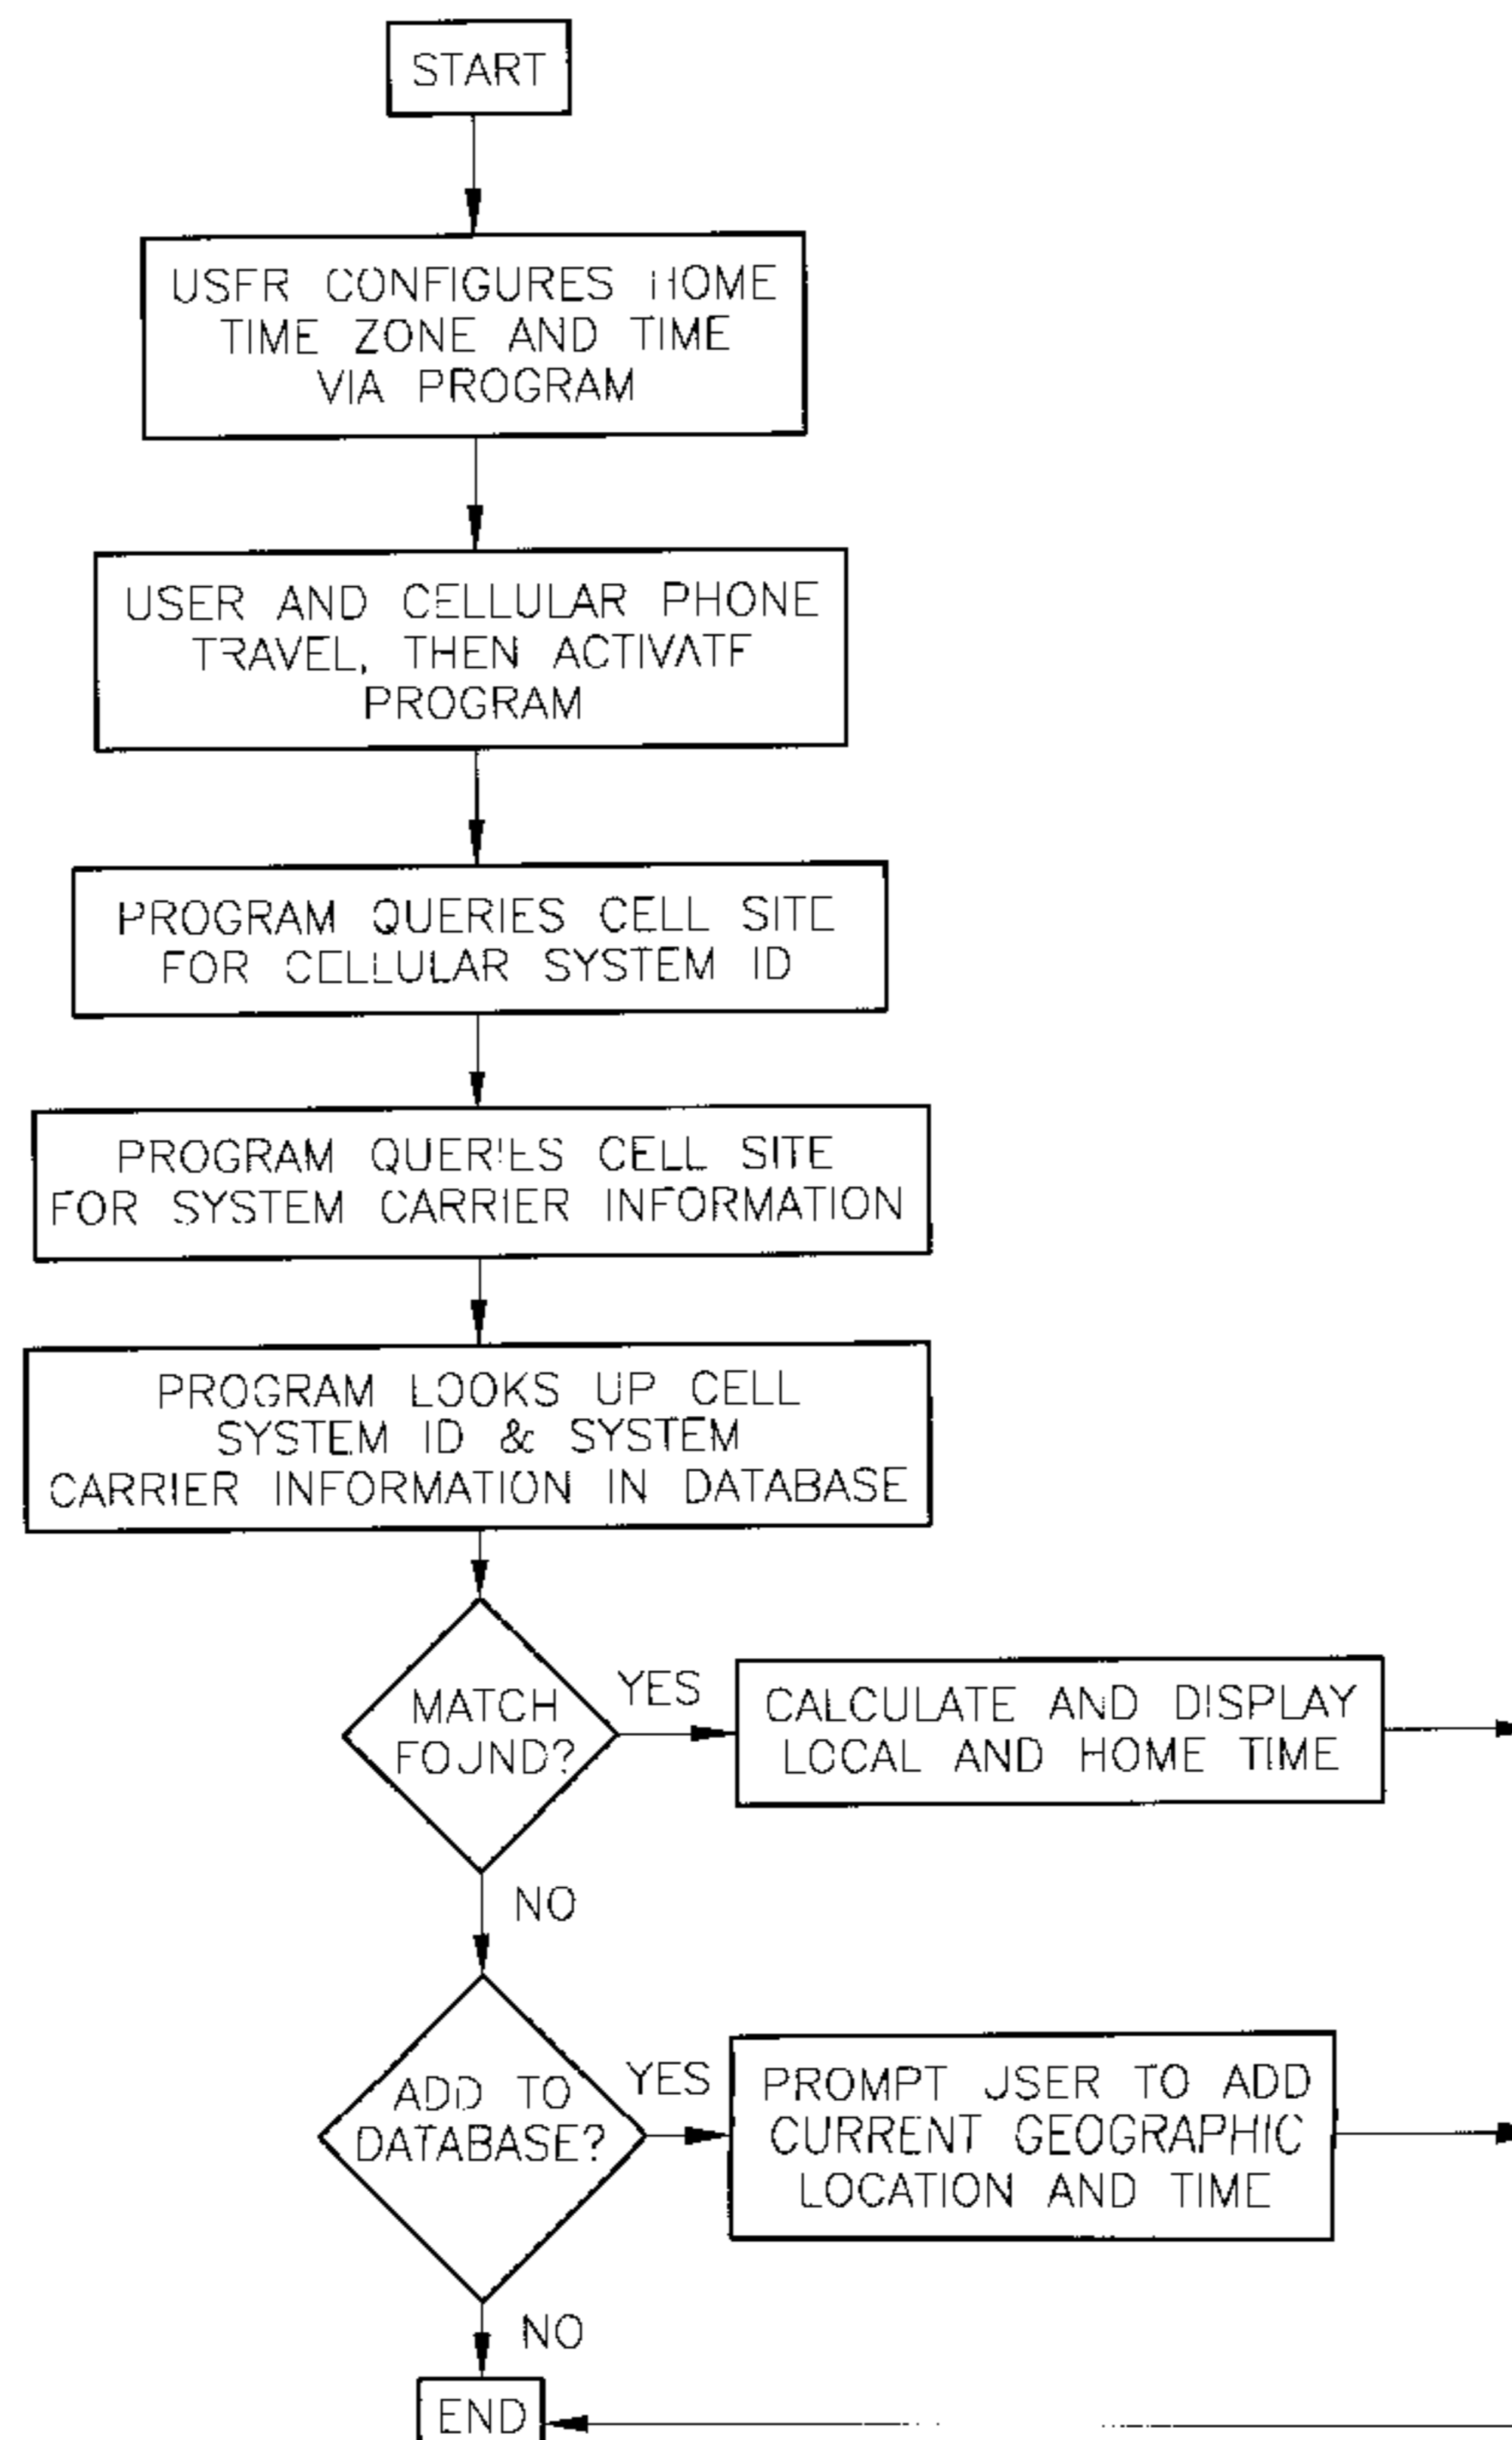 START
USER CONFIGURES HOME
TIME ZONE AND TIME
VIA PROGRAM
USER AND CELLULAR PHONE
TRAVEL, THEN ACTIVATE
PROGRAM
PROGRAM QUERIES CELL SITE
FOR CELLULAR SYSTEM ID
PROGRAM QUERIES CELL SITE
FOR SYSTEM CARRIER INFORMATION
PROGRAM LOOKS UP CELL
SYSTEM ID & SYSTEM
CARRIER INFORMATION IN DATABASE
MATCH
FOUND?
YES
CALCULATE AND DISPLAY
LOCAL AND HOME TIME
NO
ADD TO
DATABASE?
YES
PROMPT USER TO ADD
CURRENT GEOGRAPHIC
LOCATION AND TIME
NO
END